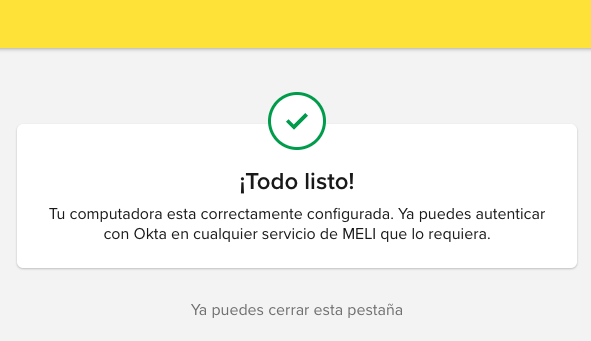 ¡Todo listo!
Tu computadora esta correctamente configurada. Ya puedes autenticar
con Okta en cualquier servicio de MELI que lo requiera.
Ya puedes cerrar esta pestaña